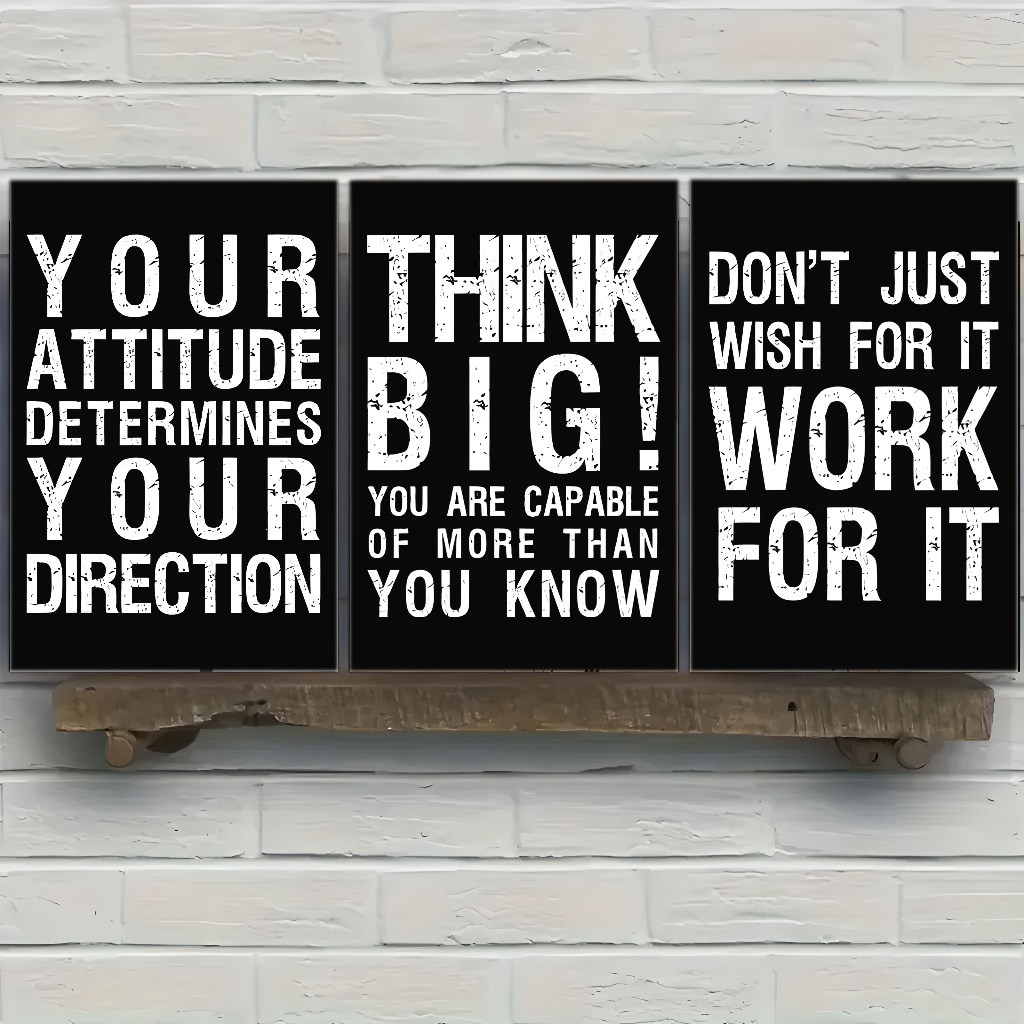 YOUR
ATTITUDE
DETERMINES
YOUR
DIRECTION
THINK
BIG!
YOU ARE CAPABLE
OF MORE THAN
YOU KNOW
DON'T JUST
WISH FOR IT
WORK
FOR IT